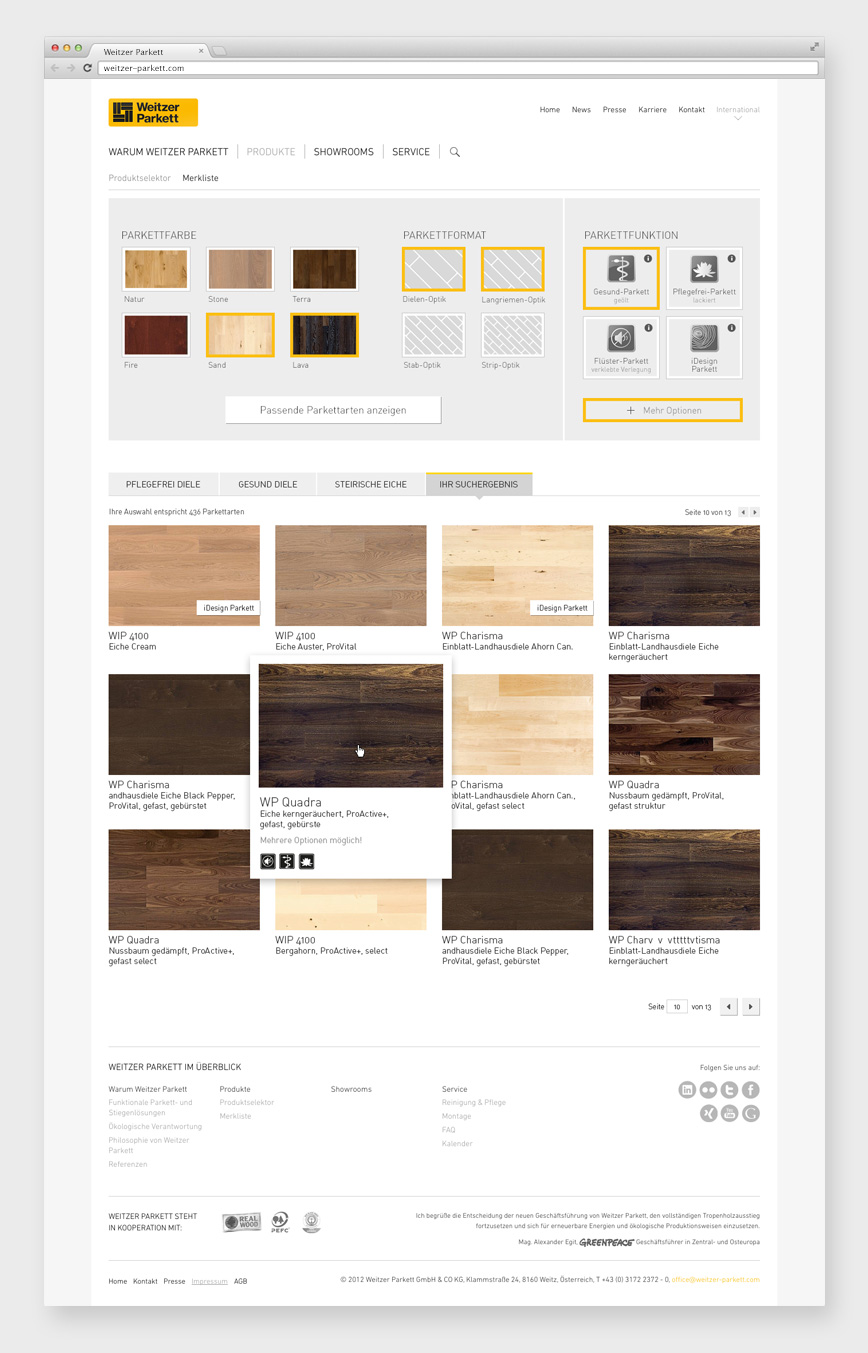 Weitzer Parkett
weitzer-parkett.com
Weitzer
Parkett
Home News Presse Karriere Kontakt International
WARUM WEITZER PARKETT PRODUKTE SHOWROOMS SERVICE
Produktselektor Merkliste
PARKETTFARBE
Natur Stone Terra
Fire Sand Lava
PARKETTFORMAT
Dielen-Optik Langriemen-Optik
Stab-Optik Strip-Optik
Passende Parkettarten anzeigen
PARKETTFUNKTION
Gesund-Parkett
geölt
Pflegefrei-Parkett
lackiert
Flüster-Parkett
verklebte Verlegung
iDesign
Parkett
+ Mehr Optionen
PFLEGEFREI DIELE GESUND DIELE STEIRISCHE EICHE IHR SUCHERGEBNIS
Ihre Auswahl entspricht 436 Parkettarten
Seite 10 von 13
iDesign Parkett
WIP 4100
Eiche Cream
WIP 4100
Eiche Auster, ProVital
iDesign Parkett
WP Charisma
Einblatt-Landhausdiele Ahorn Can.
WP Charisma
Einblatt-Landhausdiele Eiche
kerngeräuchert
WP Charisma
andhausdiele Eiche Black Pepper,
ProVital, gefast, gebürstet
WP Quadra
Eiche kerngeräuchert, ProActive+,
gefast, gebürste
Mehrere Optionen möglich!
WP Charisma
nblatt-Landhausdiele Ahorn Can.,
oVital, gefast select
WP Quadra
Nussbaum gedämpft, ProVital,
gefast struktur
WP Quadra
Nussbaum gedämpft, ProActive+,
gefast select
WIP 4100
Bergahorn, ProActive+, select
WP Charisma
andhausdiele Eiche Black Pepper,
ProVital, gefast, gebürstet
WP Charv v vtttttvtisma
Einblatt-Landhausdiele Eiche
kerngeräuchert
Seite 10 von 13
WEITZER PARKETT IM ÜBERBLICK
Warum Weitzer Parkett
Funktionale Parkett- und
Stiegenlösungen
Ökologische Verantwortung
Philosophie von Weitzer
Parkett
Referenzen
Produkte
Produktselektor
Merkliste
Showrooms
Service
Reinigung & Pflege
Montage
FAQ
Kalender
Folgen Sie uns auf:
WEITZER PARKETT STEHT
IN KOOPERATION MIT:
REAL
WOOD
PEFC
Ich begrüße die Entscheidung der neuen Geschäftsführung von Weitzer Parkett, den vollständigen Tropenholzausstieg
fortzusetzen und sich für erneuerbare Energien und ökologische Produktionsweisen einzusetzen.
Mag. Alexander Egit, GREENPEACE Geschäftsführer in Zentral- und Osteuropa
Home Kontakt Presse Impressum AGB
© 2012 Weitzer Parkett GmbH & CO KG, Klammstraße 24, 8160 Weitz, Österreich, T +43 (0) 3172 2372 - 0, office@weitzer-parkett.com